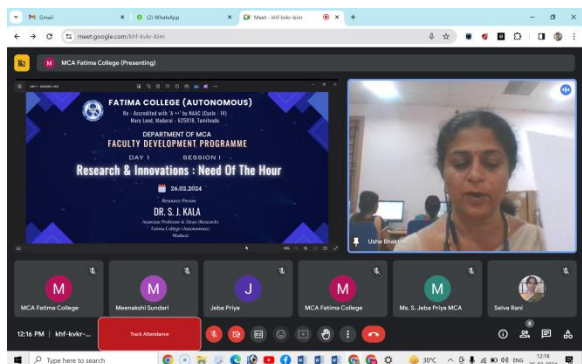 Gmail
(2) WhatsApp
Meet - khf-kvkr-bim
meet.google.com/khf-kvkr-bim
M MCA Fatima College (Presenting)
FATIMA COLLEGE (AUTONOMOUS)
Re - Accredited with 'A ++' by NAAC (Cycle - IV)
Mary Land, Madurai - 625018, Tamilnadu
DEPARTMENT OF MCA
FACULTY DEVELOPMENT PROGRAMME
DAY I SESSION I
Research & Innovations : Need Of The Hour
26.03.2024
Resource Person
DR. S. J. KALA
Associate Professor & Dean (Research)
Fatima College (Autonomous)
Madurai
Usha Bhakt
M
M
J
M
M
MCA Fatima College
Meenakshi Sundari
Jeba Priya
MCA Fatima College
Ms. S. Jeba Priya MCA
Selva Rani
12:16 PM | khf-kvkr-...
Track Attendance
8
Type here to search
30°C
ENG
12:16